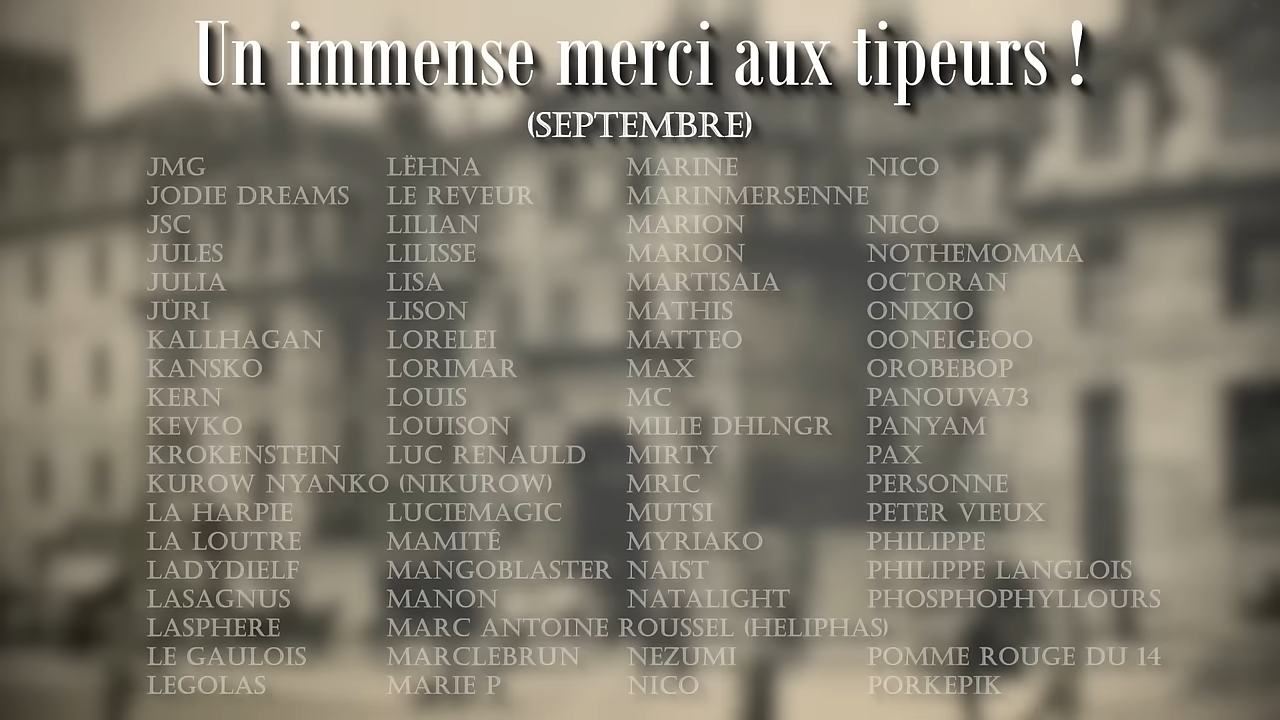 Un immense merci aux tipeurs !
(SEPTEMBRE)
JMG LËHNA MARINE NICO
JODIE DREAMS LE REVEUR MARINMERSENNE
JSC LILIAN MARION NICO
JULES LILISSE MARION NOTHEMOMMA
JULIA LISA MARTISAIA OCTORAN
JÜRI LISON MATHIS ONIXIO
KALLHAGAN LORELEI MATTEO OONEIGEOO
KANSKO LORIMAR MAX OROBEBOP
KERN LOUIS MC PANOUVA73
KEVKO LOUISON MILIE DHLNGR PANYAM
KROKENSTEIN LUC RENAULD MIRTY PAX
KUROW NYANKO (NIKUROW) MRIC PERSONNE
LA HARPIE LUCIEMAGIC MUTSI PETER VIEUX
LA LOUTRE MAMITÉ MYRIAKO PHILIPPE
LADYDIELF MANGOBLASTER NAIST PHILIPPE LANGLOIS
LASAGNUS MANON NATALIGHT PHOSPHOPHYLLOURS
LASPHERE MARC ANTOINE ROUSSEL (HELIPHAS)
LE GAULOIS MARCLEBRUN NEZUMI POMME ROUGE DU 14
LEGOLAS MARIE P NICO PORKEPIK